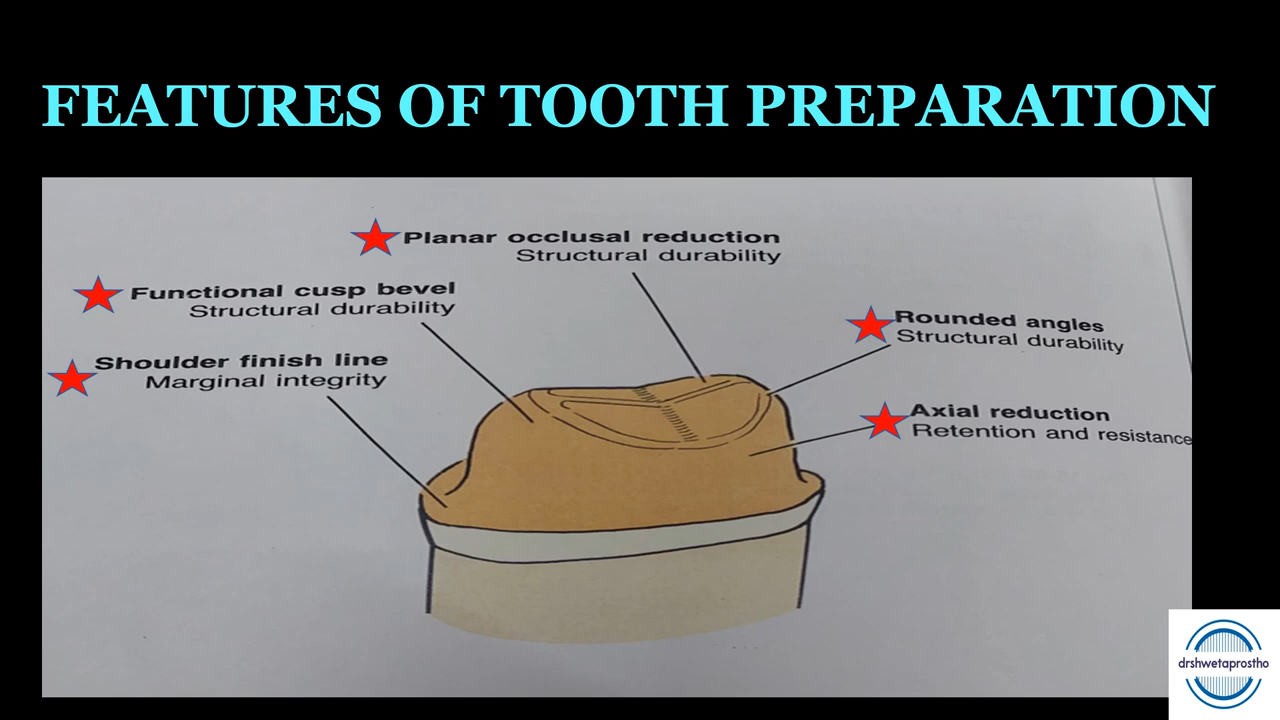 FEATURES OF TOOTH PREPARATION
Planar occlusal reduction
Structural durability
Functional cusp bevel
Structural durability
Rounded angles
Structural durability
Shoulder finish line
Marginal integrity
Axial reduction
Retention and resistance
drshwetaprostho